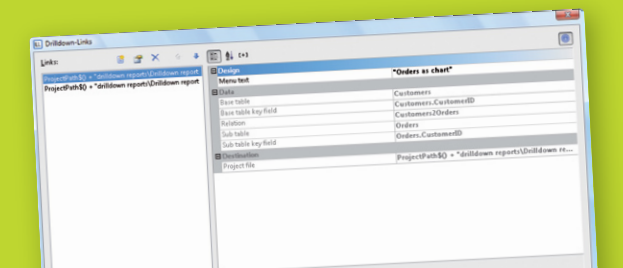 Drilldown-Links
Links:
ProjectPath$() + "drilldown reports\Drilldown report
ProjectPath$() + "drilldown reports\Drilldown report
Design
Menu text "Orders as chart"
Data
Base table Customers
Base table key field Customers.CustomerID
Relation Customers2Orders
Sub table Orders
Sub table key field Orders.CustomerID
Destination
Project file ProjectPath$() + "drilldown reports\Drilldown re...